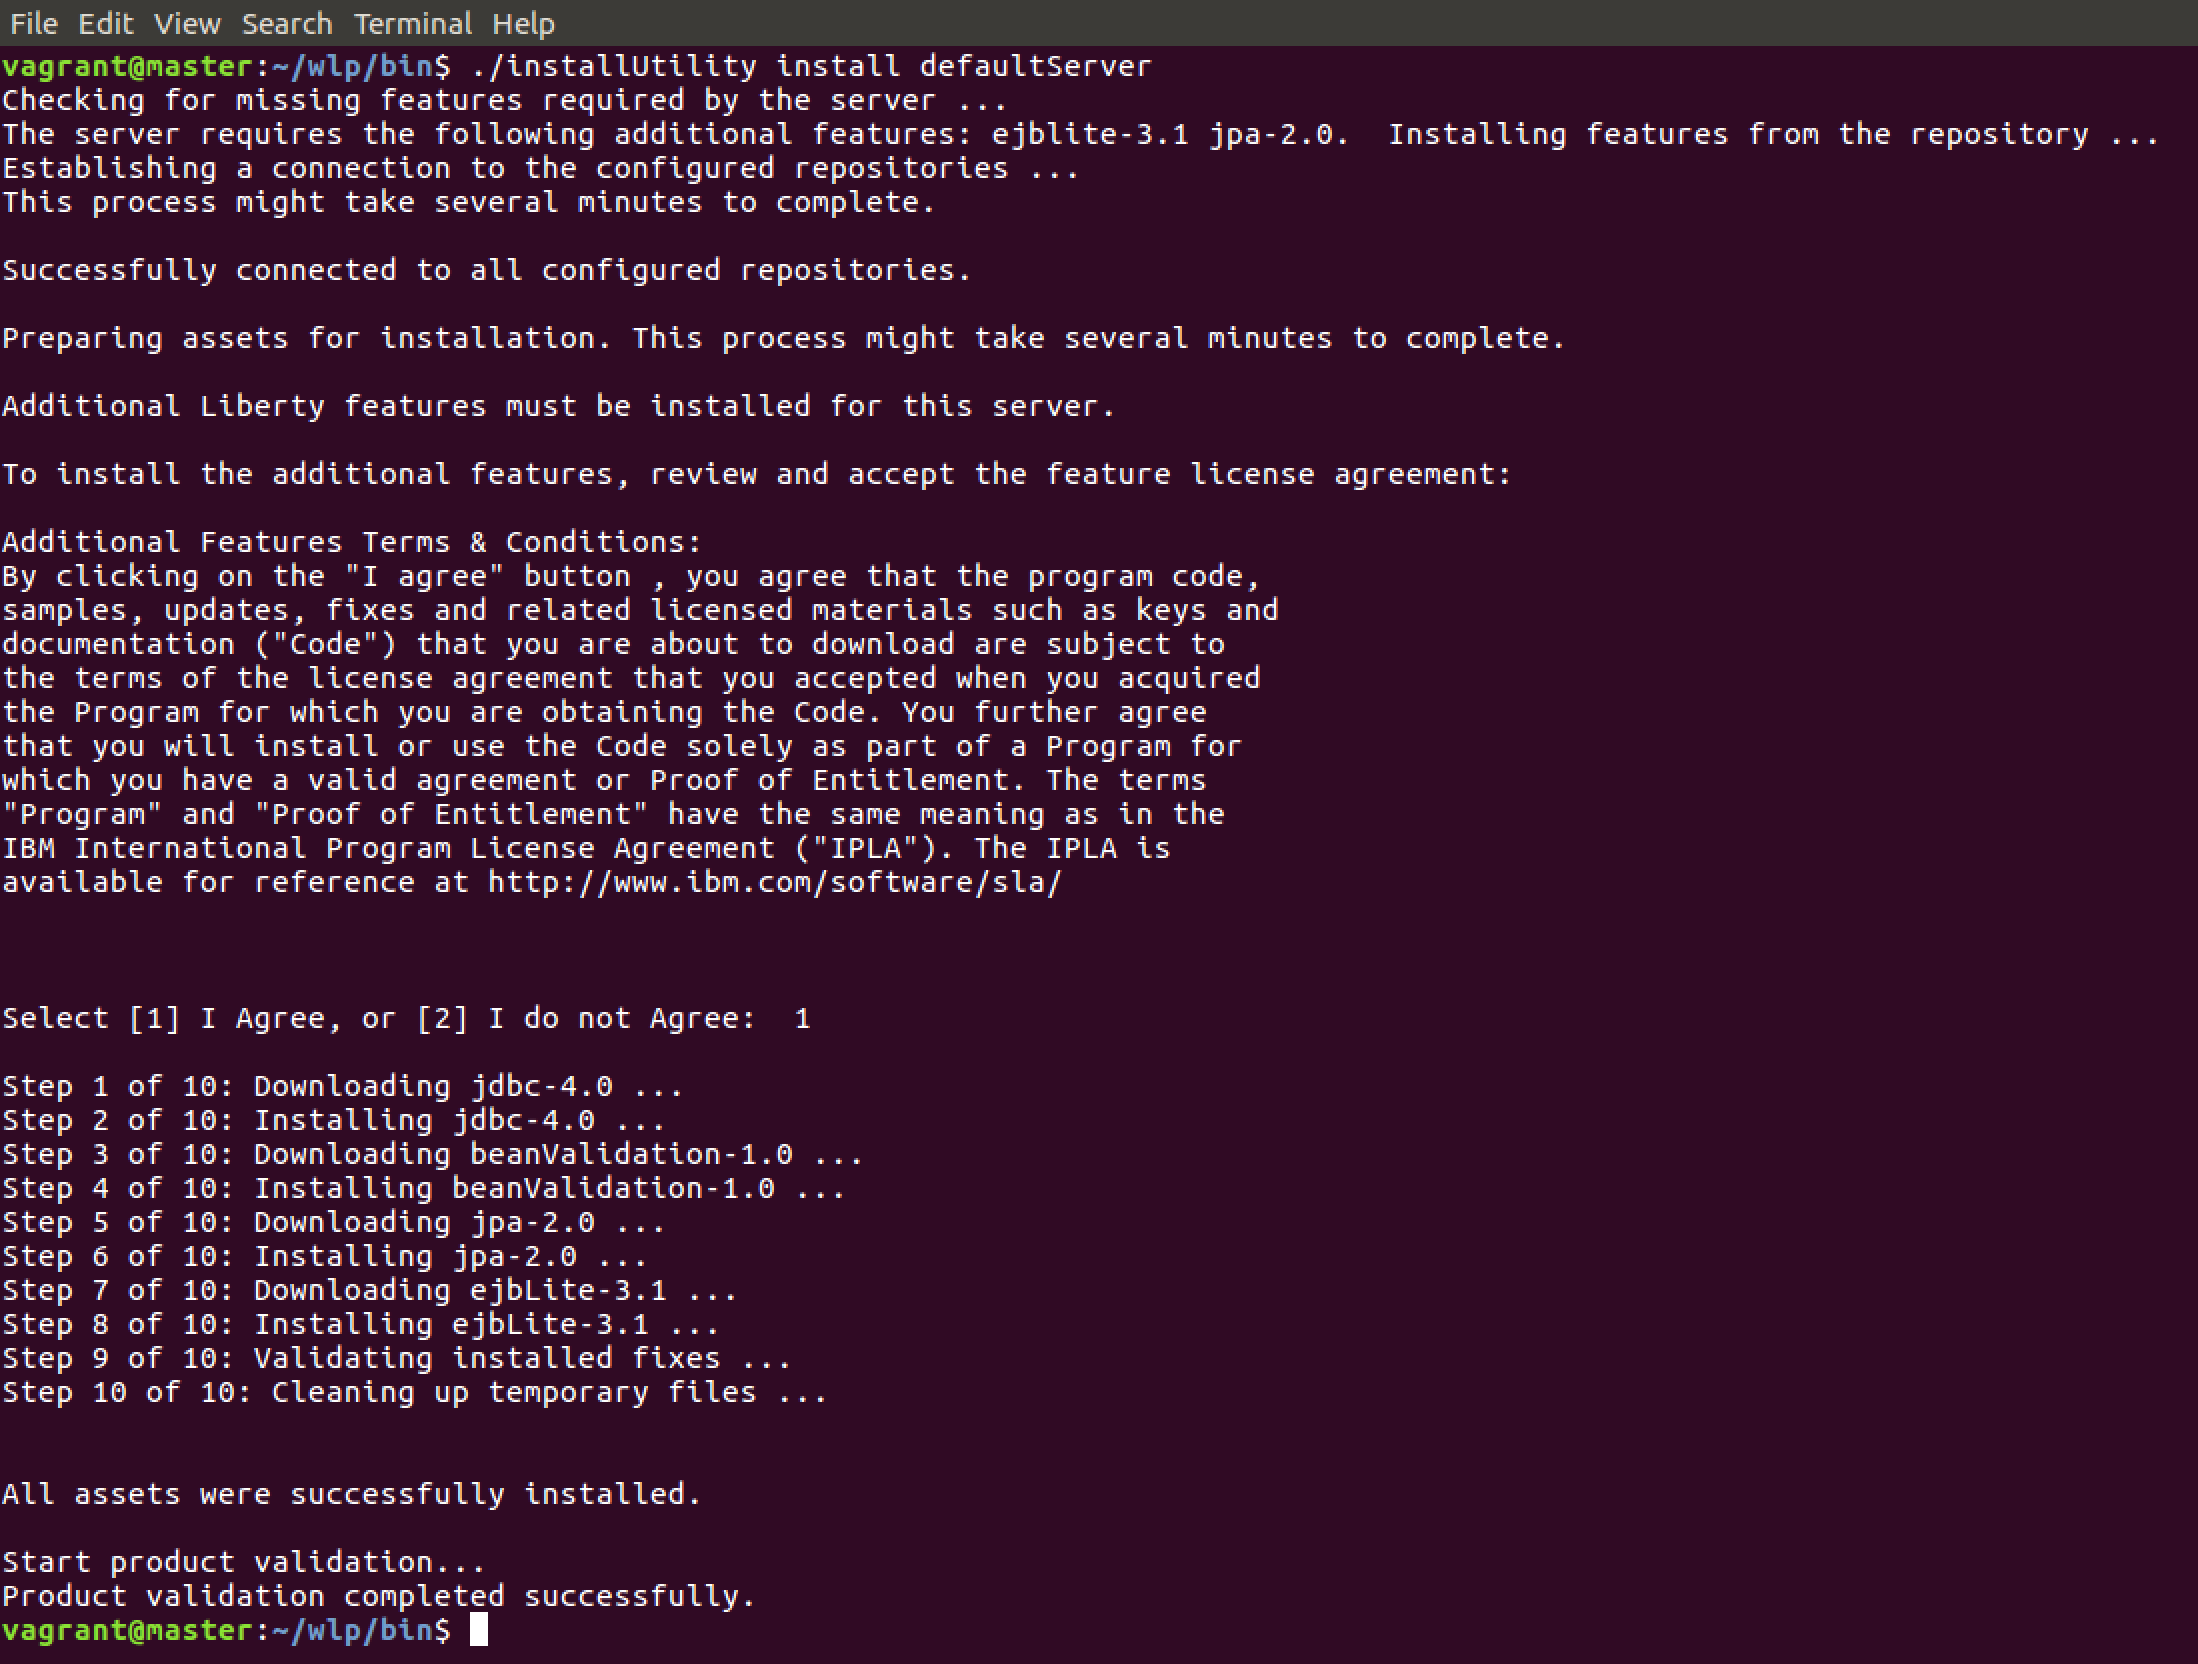 File Edit View Search Terminal Help
vagrant@master:~/wlp/bin$ ./installUtility install defaultServer
Checking for missing features required by the server ...
The server requires the following additional features: ejblite-3.1 jpa-2.0.  Installing features from the repository ...
Establishing a connection to the configured repositories ...
This process might take several minutes to complete.

Successfully connected to all configured repositories.

Preparing assets for installation. This process might take several minutes to complete.

Additional Liberty features must be installed for this server.

To install the additional features, review and accept the feature license agreement:

Additional Features Terms & Conditions:
By clicking on the "I agree" button , you agree that the program code,
samples, updates, fixes and related licensed materials such as keys and
documentation ("Code") that you are about to download are subject to
the terms of the license agreement that you accepted when you acquired
the Program for which you are obtaining the Code. You further agree
that you will install or use the Code solely as part of a Program for
which you have a valid agreement or Proof of Entitlement. The terms
"Program" and "Proof of Entitlement" have the same meaning as in the
IBM International Program License Agreement ("IPLA"). The IPLA is
available for reference at http://www.ibm.com/software/sla/

Select [1] I Agree, or [2] I do not Agree:  1

Step 1 of 10: Downloading jdbc-4.0 ...
Step 2 of 10: Installing jdbc-4.0 ...
Step 3 of 10: Downloading beanValidation-1.0 ...
Step 4 of 10: Installing beanValidation-1.0 ...
Step 5 of 10: Downloading jpa-2.0 ...
Step 6 of 10: Installing jpa-2.0 ...
Step 7 of 10: Downloading ejbLite-3.1 ...
Step 8 of 10: Installing ejbLite-3.1 ...
Step 9 of 10: Validating installed fixes ...
Step 10 of 10: Cleaning up temporary files ...

All assets were successfully installed.

Start product validation...
Product validation completed successfully.
vagrant@master:~/wlp/bin$